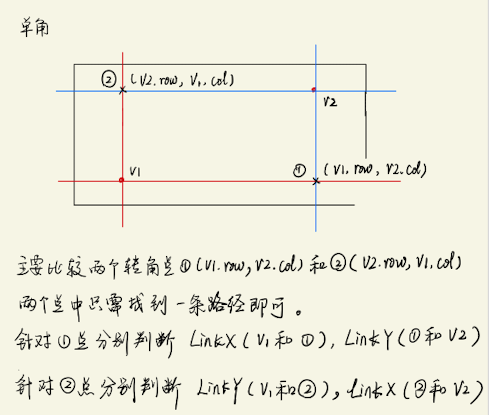 单角
② (V2.row, V1.col)
V2
V1
① (V1.row, V2.col)
主要比较两个转角点①(V1.row, V2.col)和②(V2.row, V1.col)
两个点中只需找到一条路径即可。
针对①点分别判断 LinkX(V1和①), LinkY(①和V2)
针对②点分别判断 LinkY(V1和②), LinkX(②和V2)